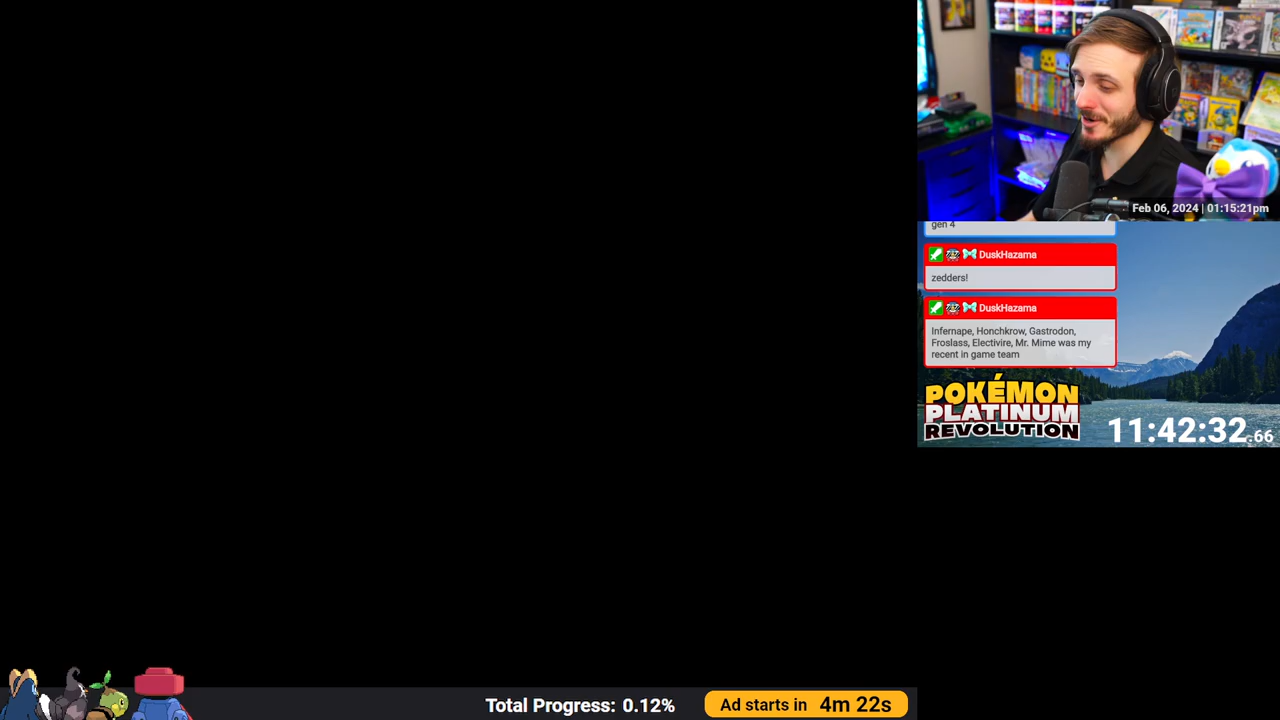 Feb 06, 2024 | 01:15:21pm
gen 4
DuskHazama
zedders!
DuskHazama
Infernape, Honchkrow, Gastrodon,
Froslass, Electivire, Mr. Mime was my
recent in game team
POKÉMON
PLATINUM
REVOLUTION
11:42:32.66
Total Progress: 0.12%
Ad starts in 4m 22s